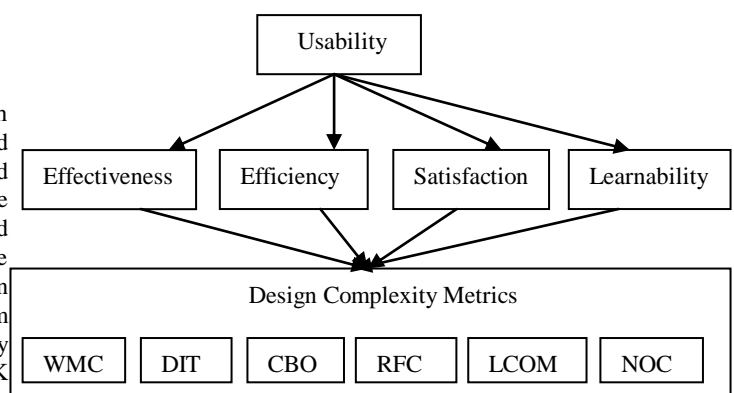 Usability
Effectiveness Efficiency Satisfaction Learnability
Design Complexity Metrics
WMC DIT CBO RFC LCOM NOC